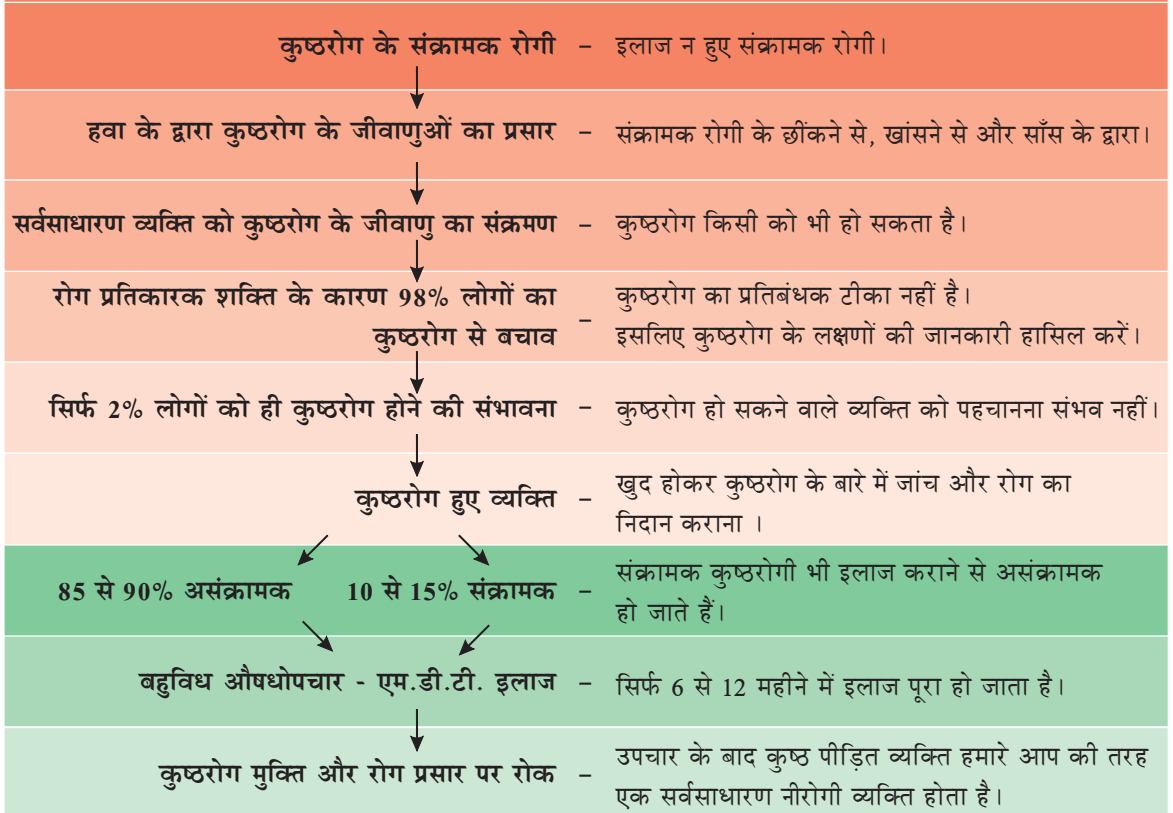 कुष्ठरोग के संक्रामक रोगी – इलाज न हुए संक्रामक रोगी।
हवा के द्वारा कुष्ठरोग के जीवाणुओं का प्रसार – संक्रामक रोगी के छींकने से, खांसने से और साँस के द्वारा।
सर्वसाधारण व्यक्ति को कुष्ठरोग के जीवाणु का संक्रमण – कुष्ठरोग किसी को भी हो सकता है।
रोग प्रतिकारक शक्ति के कारण 98% लोगों का
कुष्ठरोग से बचाव –
कुष्ठरोग का प्रतिबंधक टीका नहीं है।
इसलिए कुष्ठरोग के लक्षणों की जानकारी हासिल करें।
सिर्फ 2% लोगों को ही कुष्ठरोग होने की संभावना – कुष्ठरोग हो सकने वाले व्यक्ति को पहचानना संभव नहीं।
कुष्ठरोग हुए व्यक्ति –
खुद होकर कुष्ठरोग के बारे में जांच और रोग का
निदान कराना ।
85 से 90% असंक्रामक 10 से 15% संक्रामक –
संक्रामक कुष्ठरोगी भी इलाज कराने से असंक्रामक
हो जाते हैं।
बहुविध औषधोपचार - एम.डी.टी. इलाज – सिर्फ 6 से 12 महीने में इलाज पूरा हो जाता है।
कुष्ठरोग मुक्ति और रोग प्रसार पर रोक –
उपचार के बाद कुष्ठ पीड़ित व्यक्ति हमारे आप की तरह
एक सर्वसाधारण नीरोगी व्यक्ति होता है।